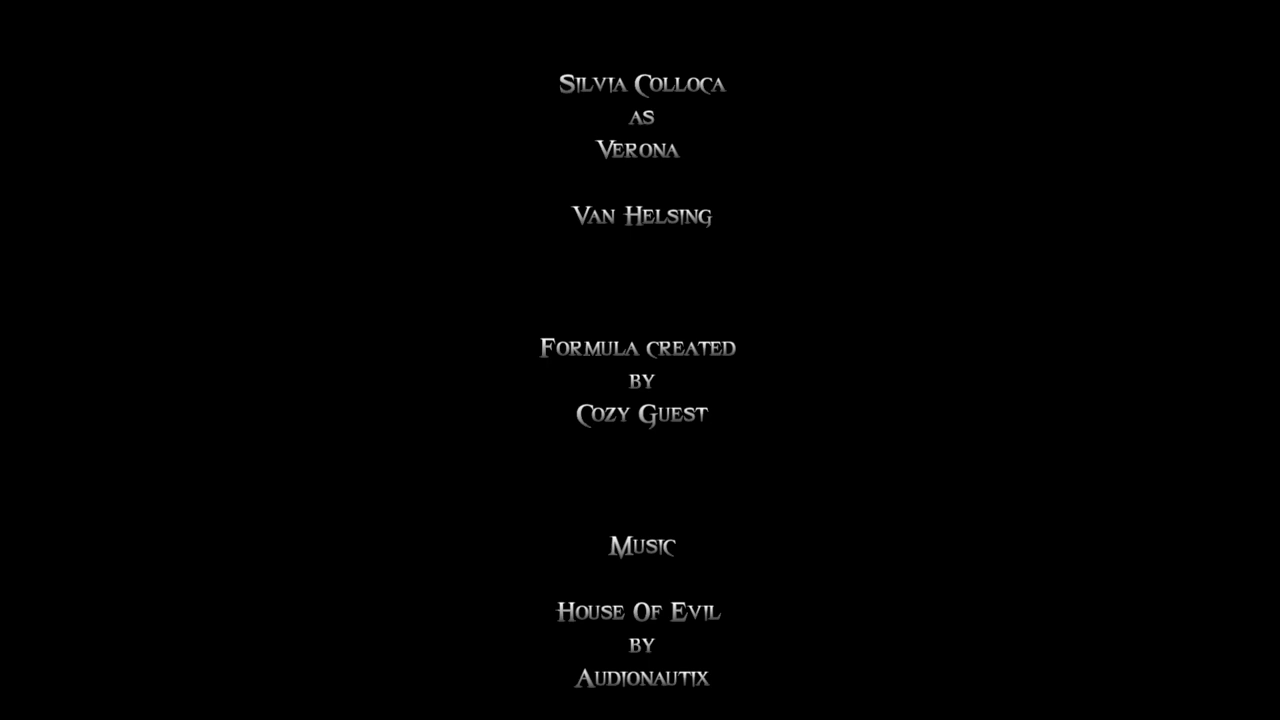 Silvia Colloca
as
Verona
Van Helsing
Formula created
by
Cozy Guest
Music
House Of Evil
by
Audionautix